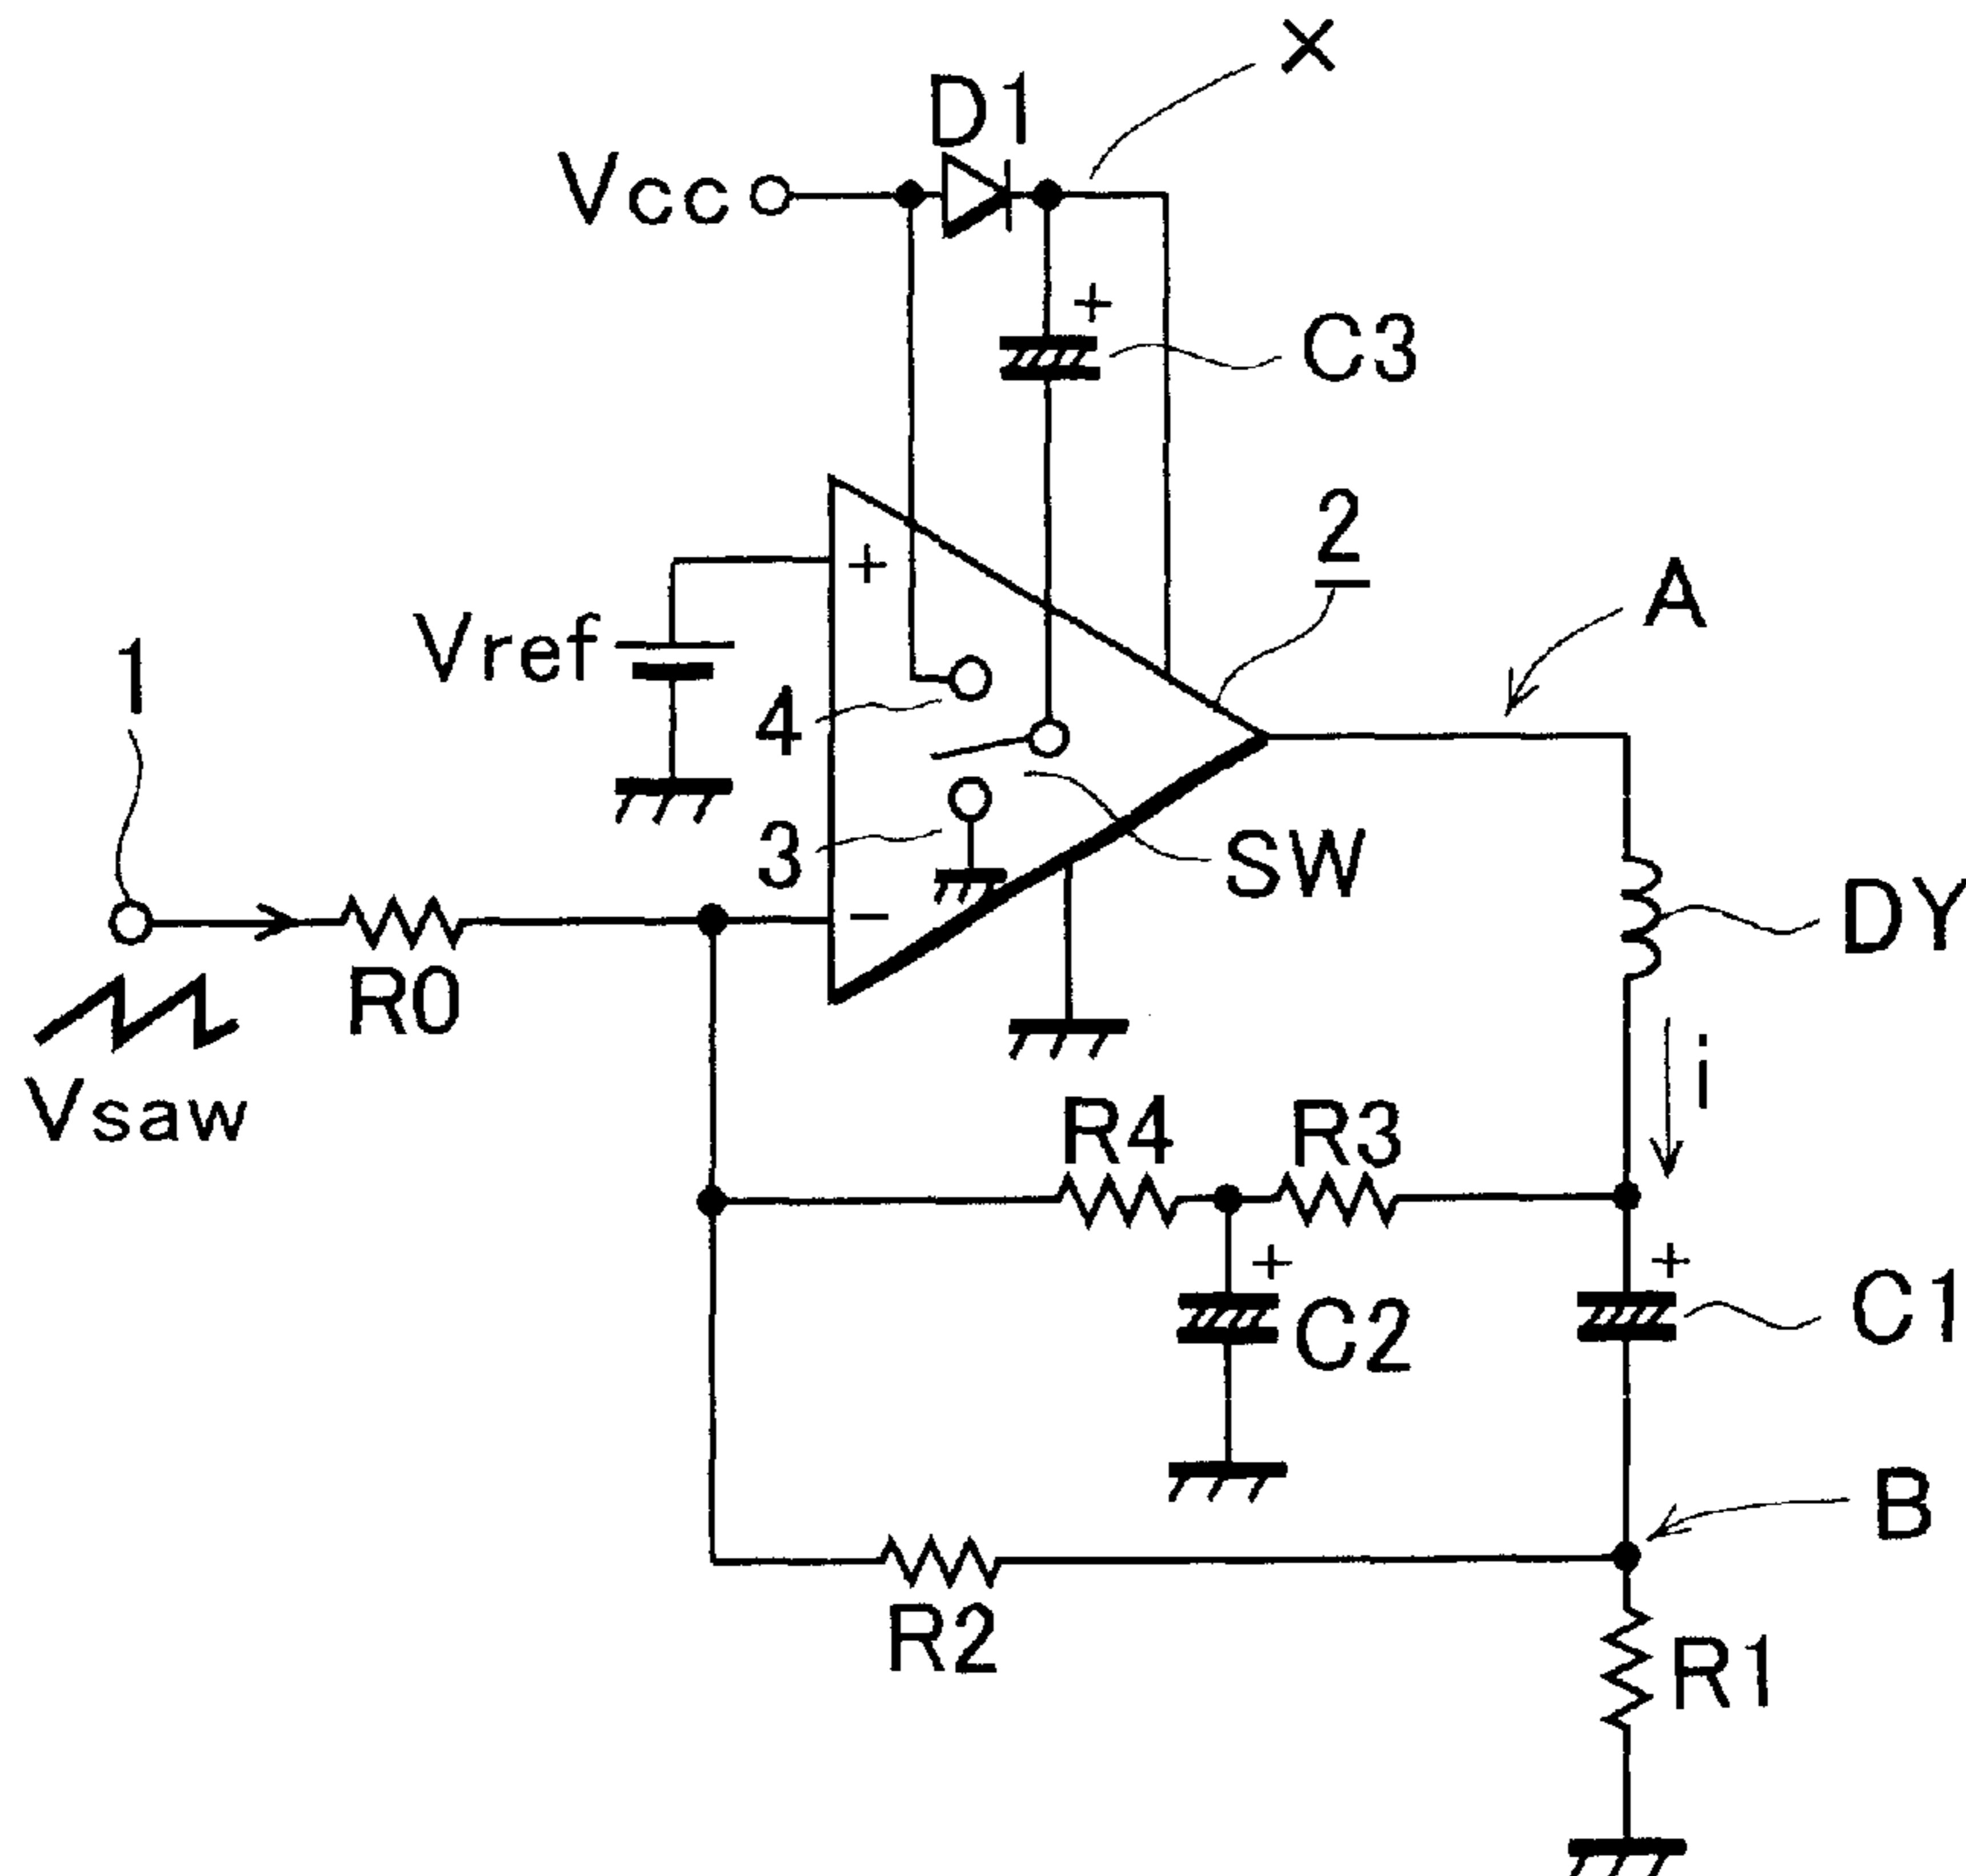 x
D1
Vcc
+
C3
2
+
A
Vref
1
4
3
SW
−
DY
R0
i
Vsaw
R4
R3
+
+
C2
C1
B
R2
R1